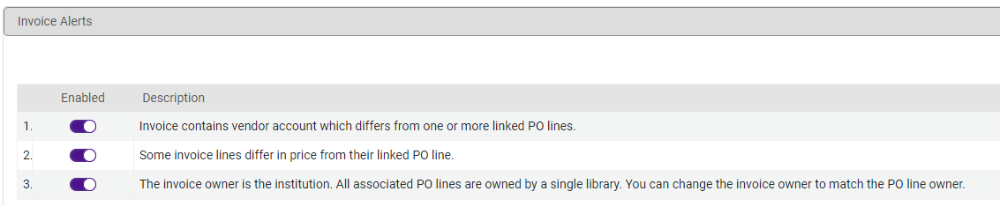 Invoice Alerts
Enabled Description
1. Invoice contains vendor account which differs from one or more linked PO lines.
2. Some invoice lines differ in price from their linked PO line.
3. The invoice owner is the institution. All associated PO lines are owned by a single library. You can change the invoice owner to match the PO line owner.